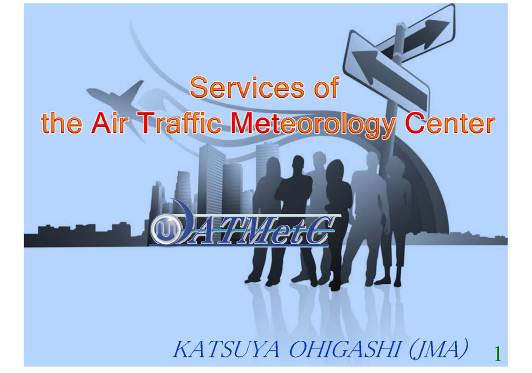 Services of
the Air Traffic Meteorology Center
ATMetC
KATSUYA OHIGASHI (JMA)
1